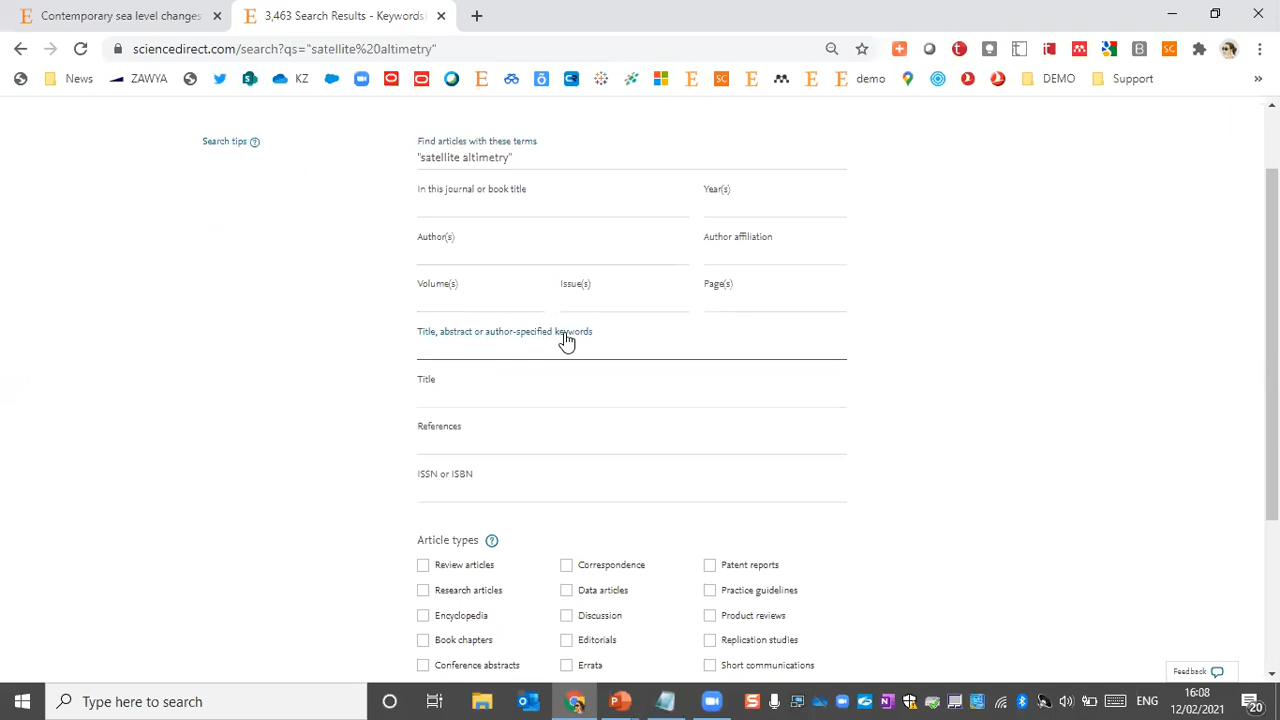 Contemporary sea level changes
3,463 Search Results - Keywords(
sciencedirect.com/search?qs="satellite%20altimetry"
News
ZAWYA
KZ
demo
DEMO
Support
»
Search tips ?
Find articles with these terms
"satellite altimetry"
In this journal or book title
Year(s)
Author(s)
Author affiliation
Volume(s)
Issue(s)
Page(s)
Title, abstract or author-specified keywords
Title
References
ISSN or ISBN
Article types ?
Review articles
Correspondence
Patent reports
Research articles
Data articles
Practice guidelines
Encyclopedia
Discussion
Product reviews
Book chapters
Editorials
Replication studies
Conference abstracts
Errata
Short communications
Feedback
Type here to search
ENG
16:08
12/02/2021
20